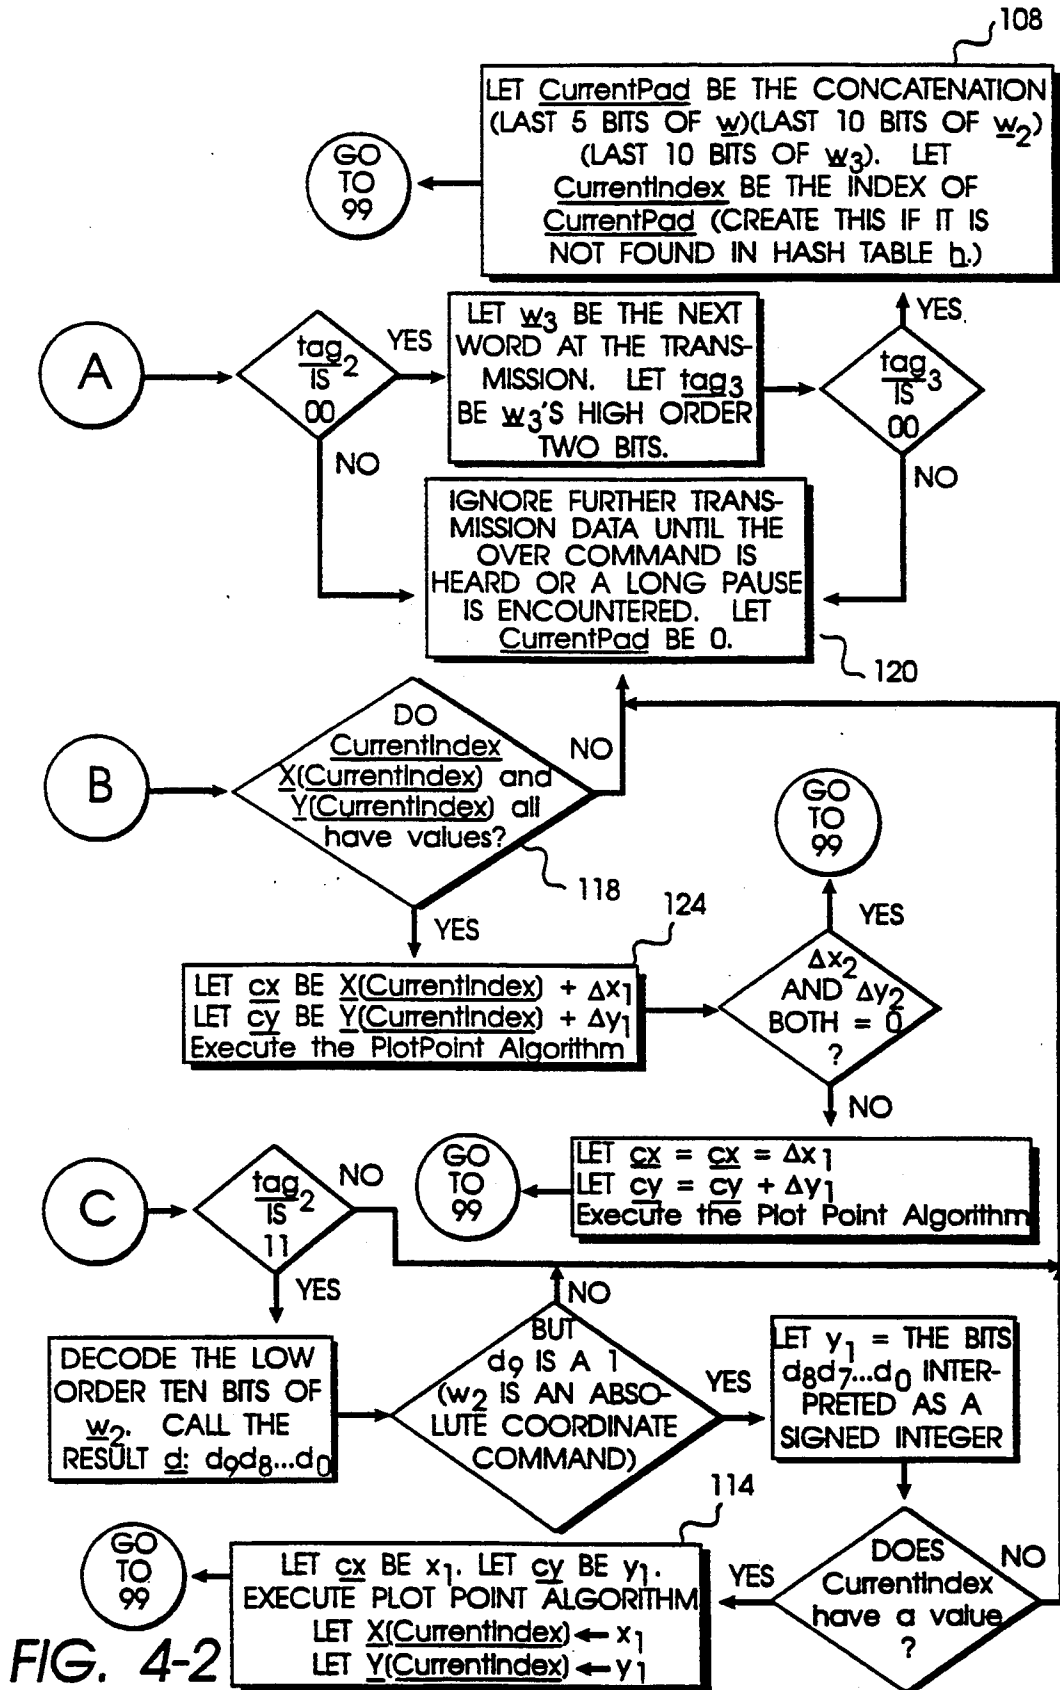 108
LET CurrentPad BE THE CONCATENATION
(LAST 5 BITS OF w)(LAST 10 BITS OF w2)
(LAST 10 BITS OF w3). LET
CurrentIndex BE THE INDEX OF
CurrentPad (CREATE THIS IF IT IS
NOT FOUND IN HASH TABLE h.)
GO
TO
99
A
tag2
IS
00
YES
NO
LET w3 BE THE NEXT
WORD AT THE TRANS-
MISSION. LET tag3
BE w3'S HIGH ORDER
TWO BITS.
YES
tag3
IS
00
NO
IGNORE FURTHER TRANS-
MISSION DATA UNTIL THE
OVER COMMAND IS
HEARD OR A LONG PAUSE
IS ENCOUNTERED. LET
CurrentPad BE 0.
120
B
DO
CurrentIndex
X(CurrentIndex) and
Y(CurrentIndex) all
have values?
NO
118
YES
GO
TO
99
124
LET cx BE X(CurrentIndex) + Δx1
LET cy BE Y(CurrentIndex) + Δy1
Execute the PlotPoint Algorithm
YES
Δx2
AND Δy2
BOTH = 0
?
NO
LET cx = cx = Δx1
LET cy = cy + Δy1
Execute the Plot Point Algorithm
GO
TO
99
C
tag2
IS
11
NO
YES
DECODE THE LOW
ORDER TEN BITS OF
w2. CALL THE
RESULT d: d9d8...d0
NO
BUT
d9 IS A 1
(w2 IS AN ABSO-
LUTE COORDINATE
COMMAND)
YES
LET y1 = THE BITS
d8d7...d0 INTER-
PRETED AS A
SIGNED INTEGER
DOES
CurrentIndex
have a value
?
NO
YES
114
LET cx BE x1. LET cy BE y1.
EXECUTE PLOT POINT ALGORITHM
LET X(CurrentIndex) ← x1
LET Y(CurrentIndex) ← y1
GO
TO
99
FIG. 4-2